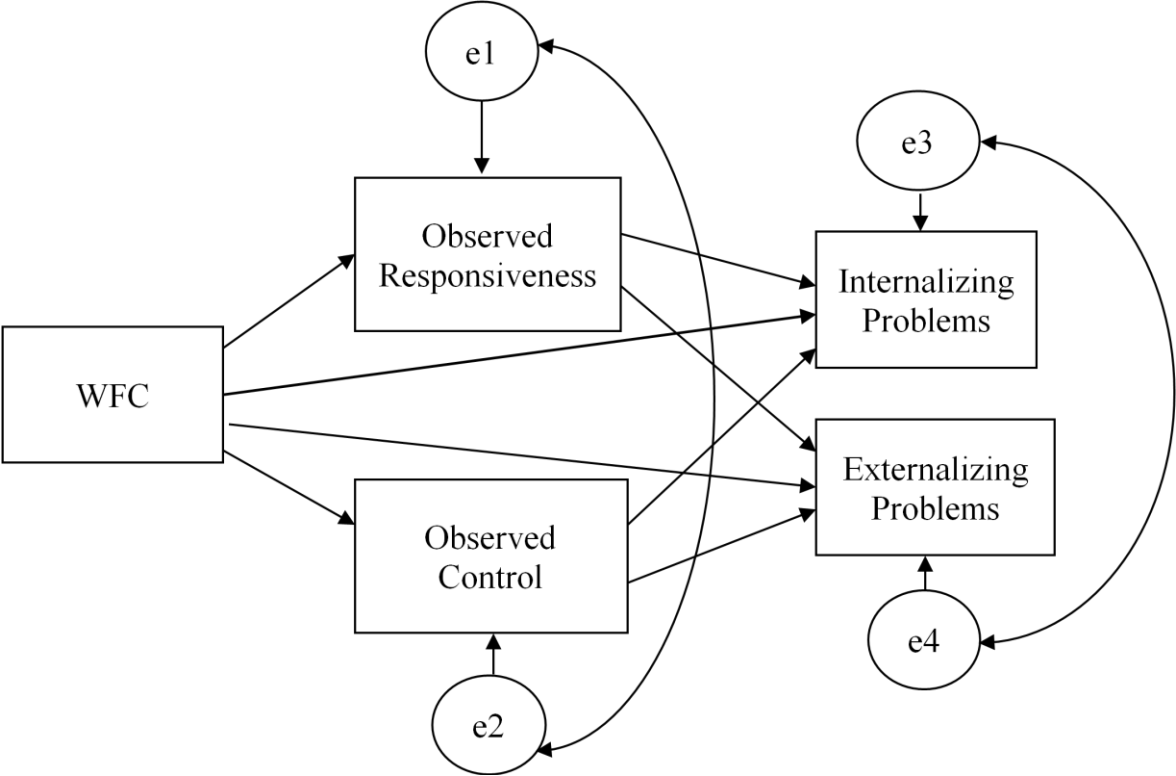 e1
e3
Observed
Responsiveness
Internalizing
Problems
WFC
Externalizing
Problems
Observed
Control
e4
e2